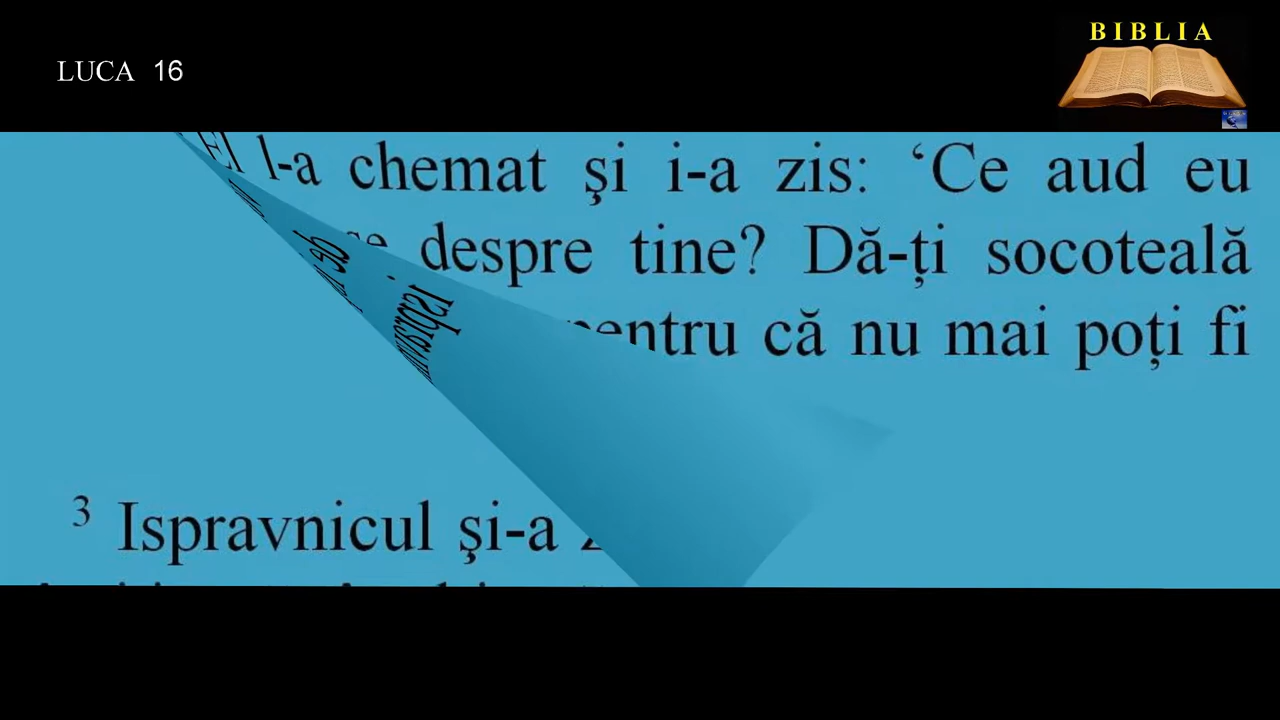 BIBLIA
LUCA 16
El l-a chemat şi i-a zis: ‘Ce aud eu
despre tine? Dă-ți socoteală
că nu mai poți fi
3 Ispravnicul şi-a